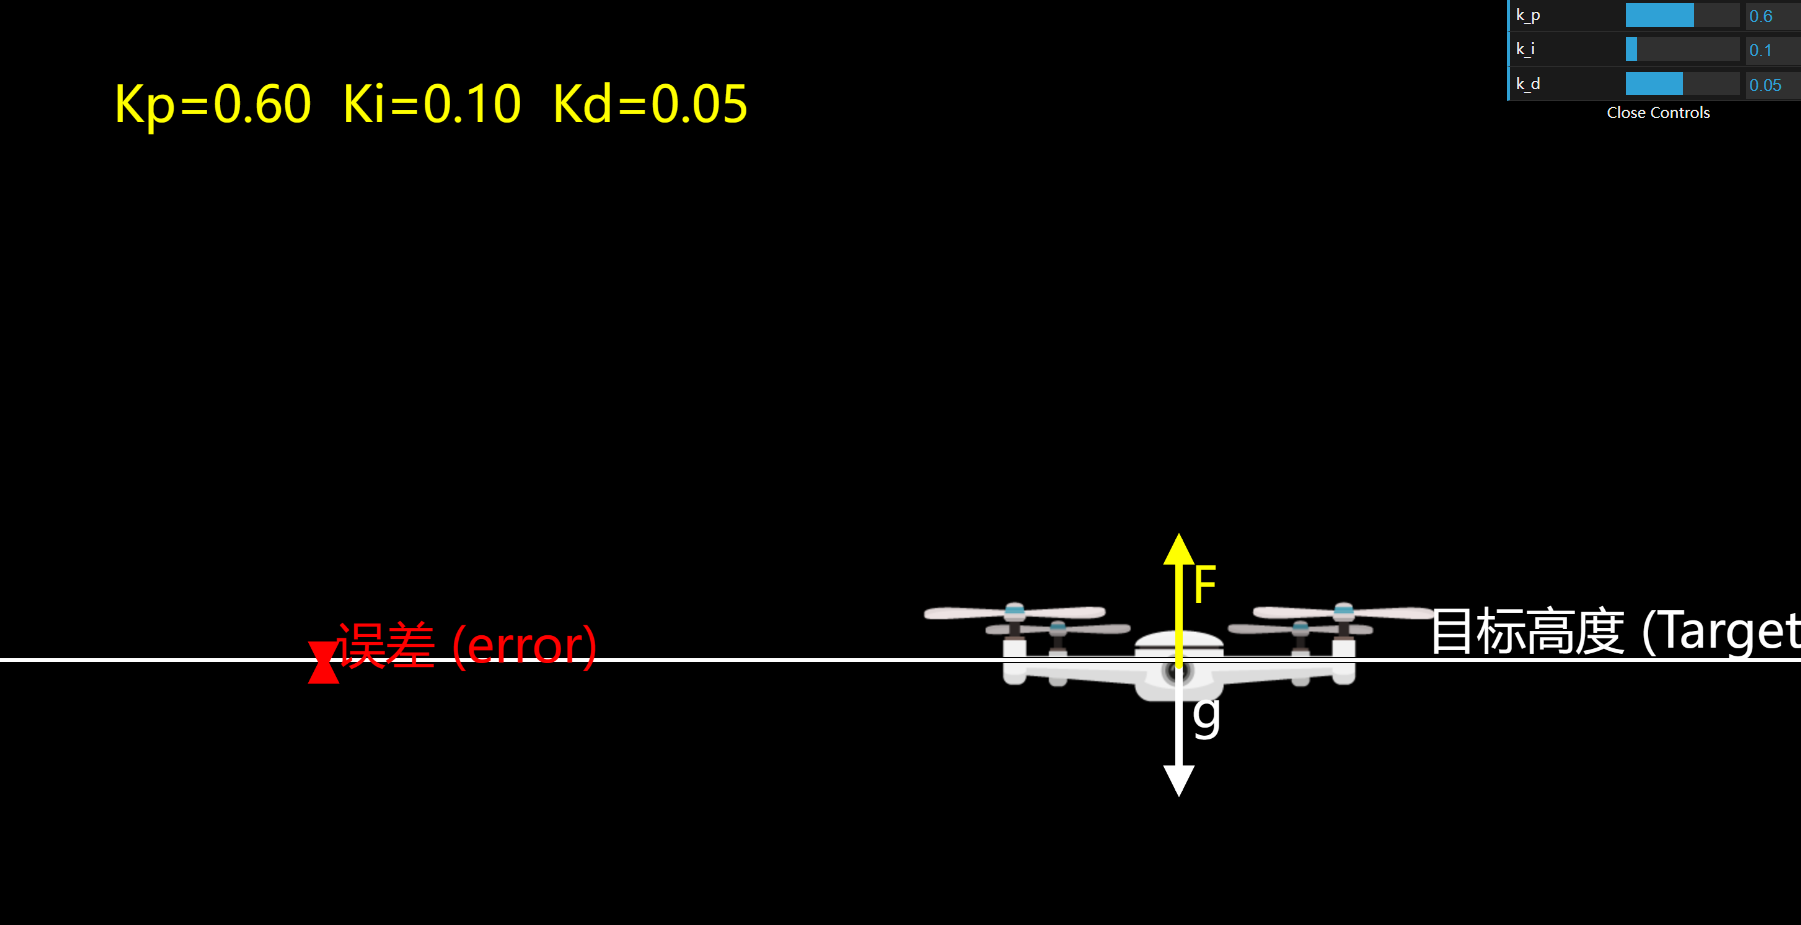 k_p 0.6
k_i 0.1
k_d 0.05
Close Controls
Kp=0.60 Ki=0.10 Kd=0.05
F
误差 (error)
目标高度 (Target
g